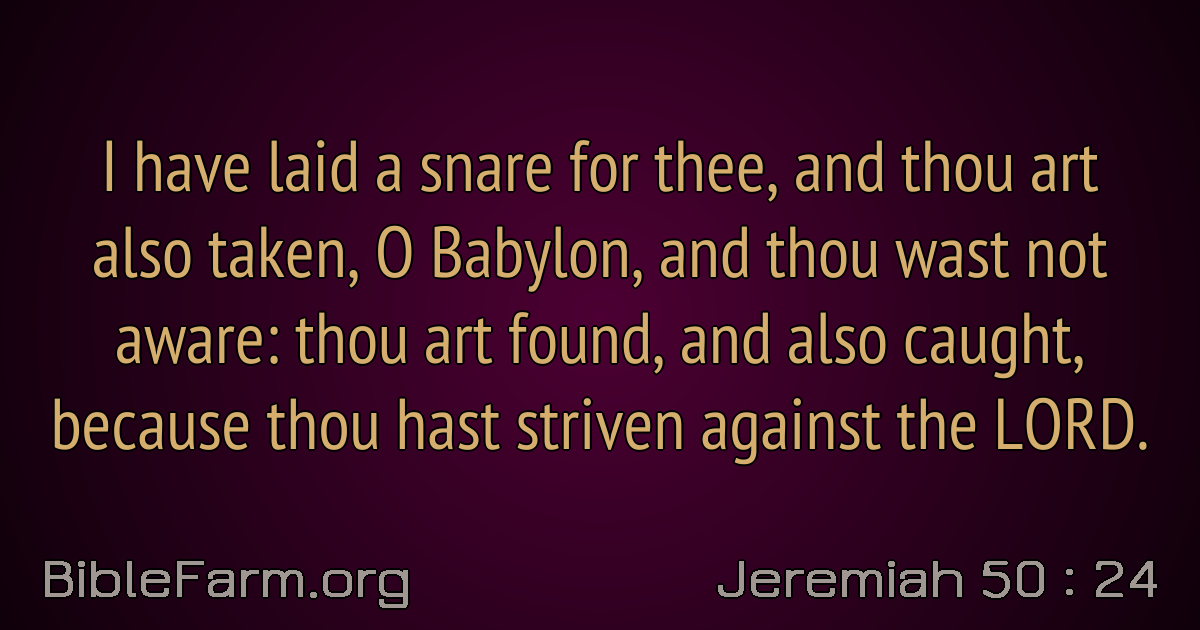 I have laid a snare for thee, and thou art
also taken, O Babylon, and thou wast not
aware: thou art found, and also caught,
because thou hast striven against the LORD.
BibleFarm.org
Jeremiah 50 : 24